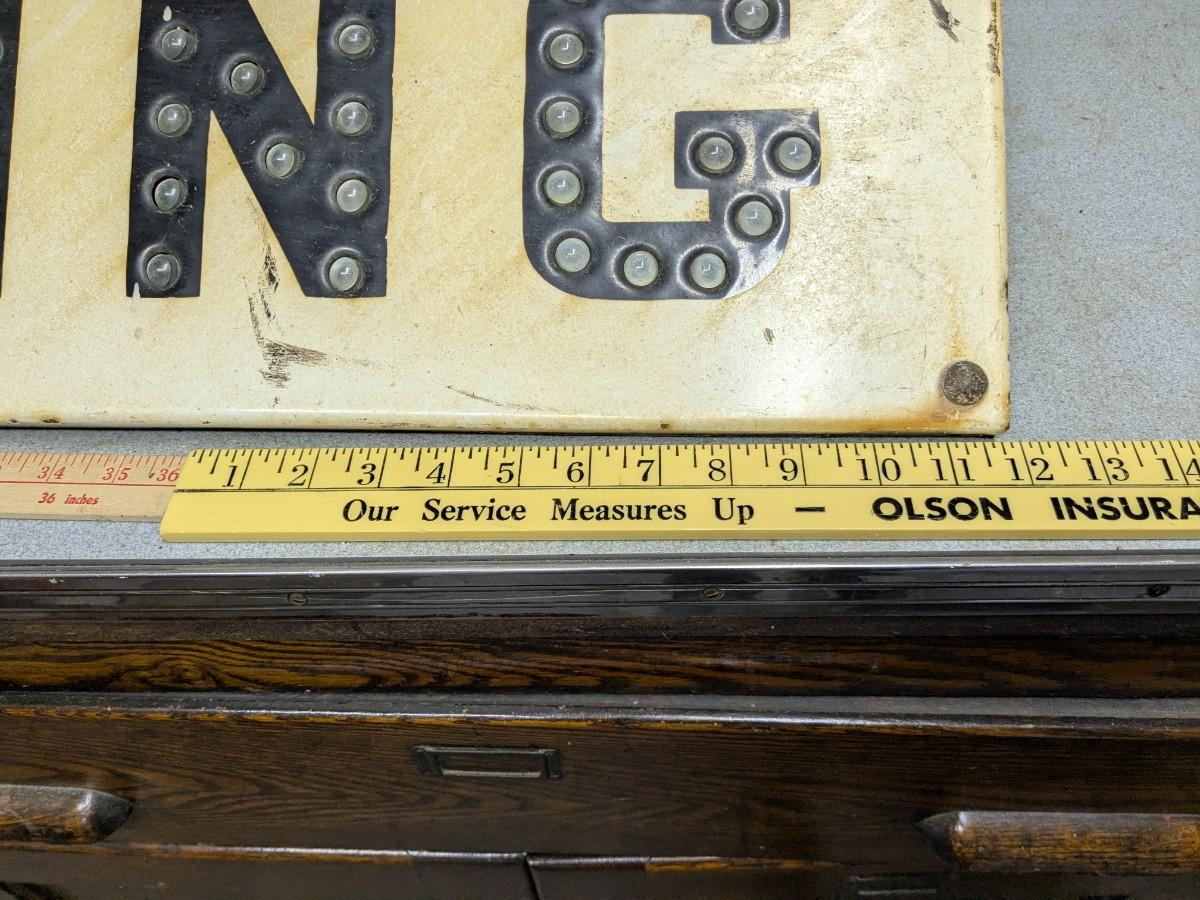 NG
34 35 36 1 2 3 4 5 6 7 8 9 10 11 12 13 14
36 inches
Our Service Measures Up — OLSON INSURA